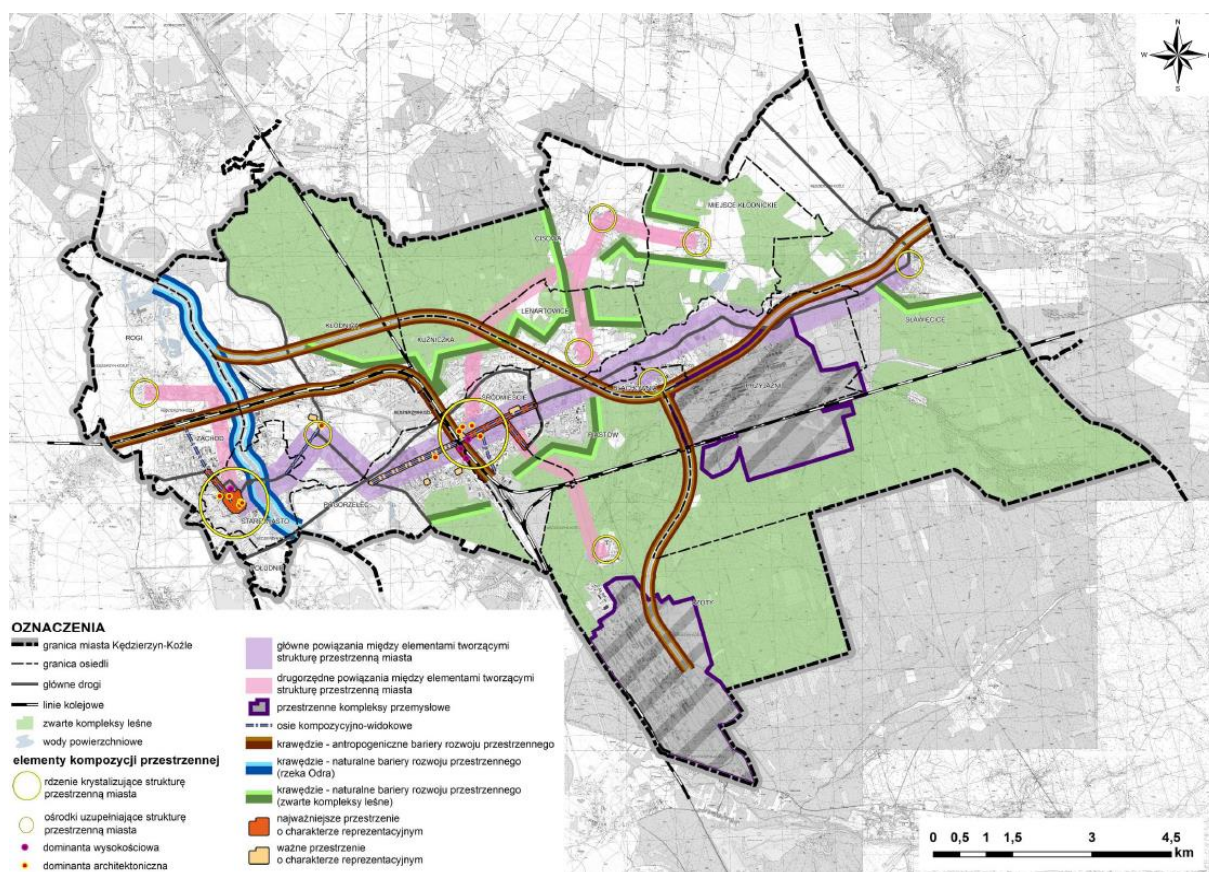 N
W
S
MIEJSCE KŁODNICKIE
CISOWA
LENARTOWICE
SŁAWIĘCICE
KŁODNICA
ROGI
KUŹNICZKA
BLACHOWNIA
PRZYJAŹNI
ŚRÓDMIEŚCIE
PIASTÓW
ZACHÓD
POGORZELEC
STARE MIASTO
POŁUDNIE
AZOTY
OZNACZENIA
granica miasta Kędzierzyn-Koźle
granica osiedli
główne drogi
linie kolejowe
zwarte kompleksy leśne
wody powierzchniowe
elementy kompozycji przestrzennej
rdzenie krystalizujące strukturę
przestrzenną miasta
ośrodki uzupełniające strukturę
przestrzenną miasta
dominanta wysokościowa
dominanta architektoniczna
główne powiązania między elementami tworzącymi
strukturę przestrzenną miasta
drugorzędne powiązania między elementami tworzącymi
strukturę przestrzenną miasta
przestrzenne kompleksy przemysłowe
osie kompozycyjno-widokowe
krawędzie - antropogeniczne bariery rozwoju przestrzennego
krawędzie - naturalne bariery rozwoju przestrzennego
(rzeka Odra)
krawędzie - naturalne bariery rozwoju przestrzennego
(zwarte kompleksy leśne)
najważniejsze przestrzenie
o charakterze reprezentacyjnym
ważne przestrzenie
o charakterze reprezentacyjnym
0 0,5 1 1,5 3 4,5
km